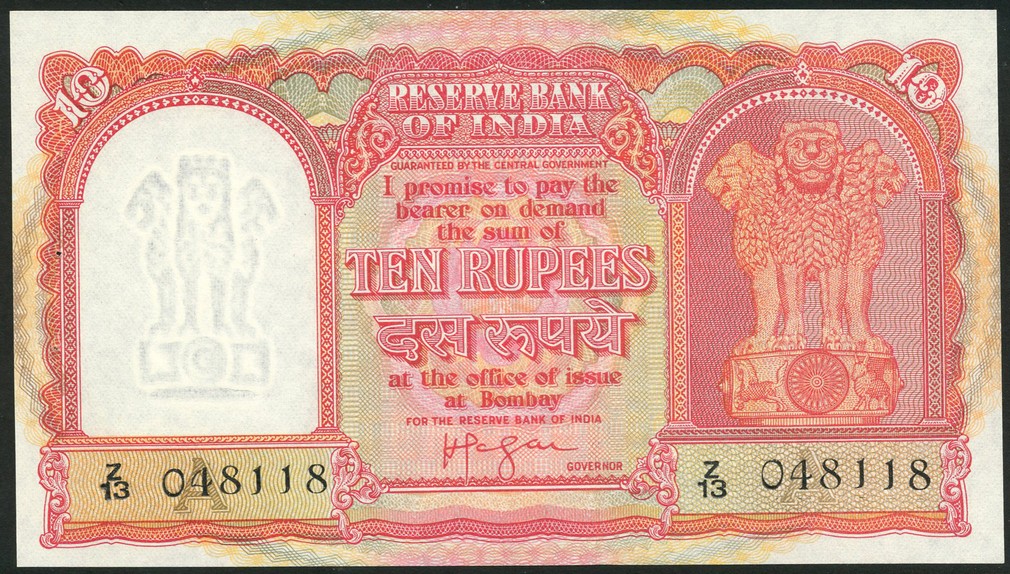 10
10
RESERVE BANK
OF INDIA
GUARANTEED BY THE CENTRAL GOVERNMENT
I promise to pay the
bearer on demand
the sum of
TEN RUPEES
दस रुपये
at the office of issue
at Bombay
FOR THE RESERVE BANK OF INDIA
GOVERNOR
Z/13 048118
A
Z/13 048118
A